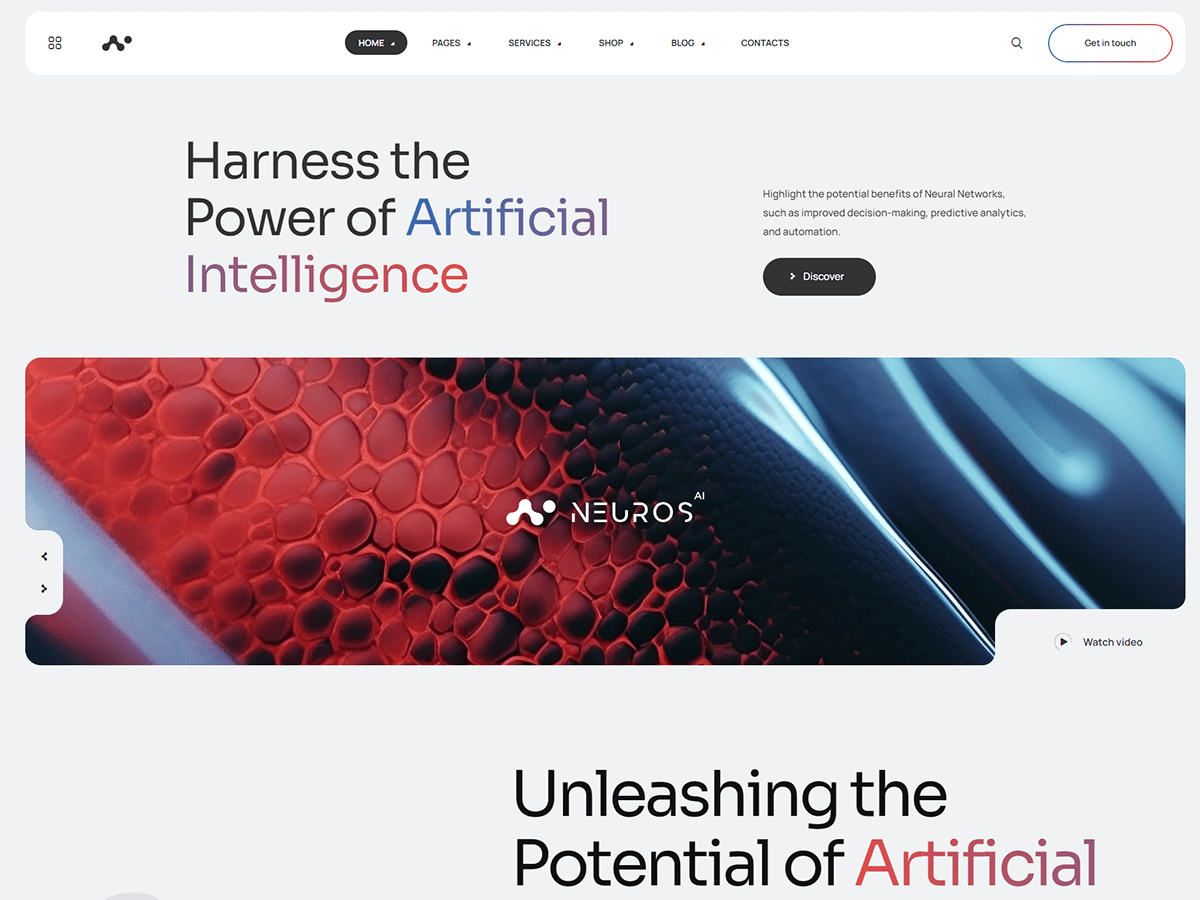 HOME PAGES SERVICES SHOP BLOG CONTACTS Get in touch
Harness the
Power of Artificial
Intelligence
Highlight the potential benefits of Neural Networks,
such as improved decision-making, predictive analytics,
and automation.
Discover
NEUROS AI
Watch video
Unleashing the
Potential of Artificial